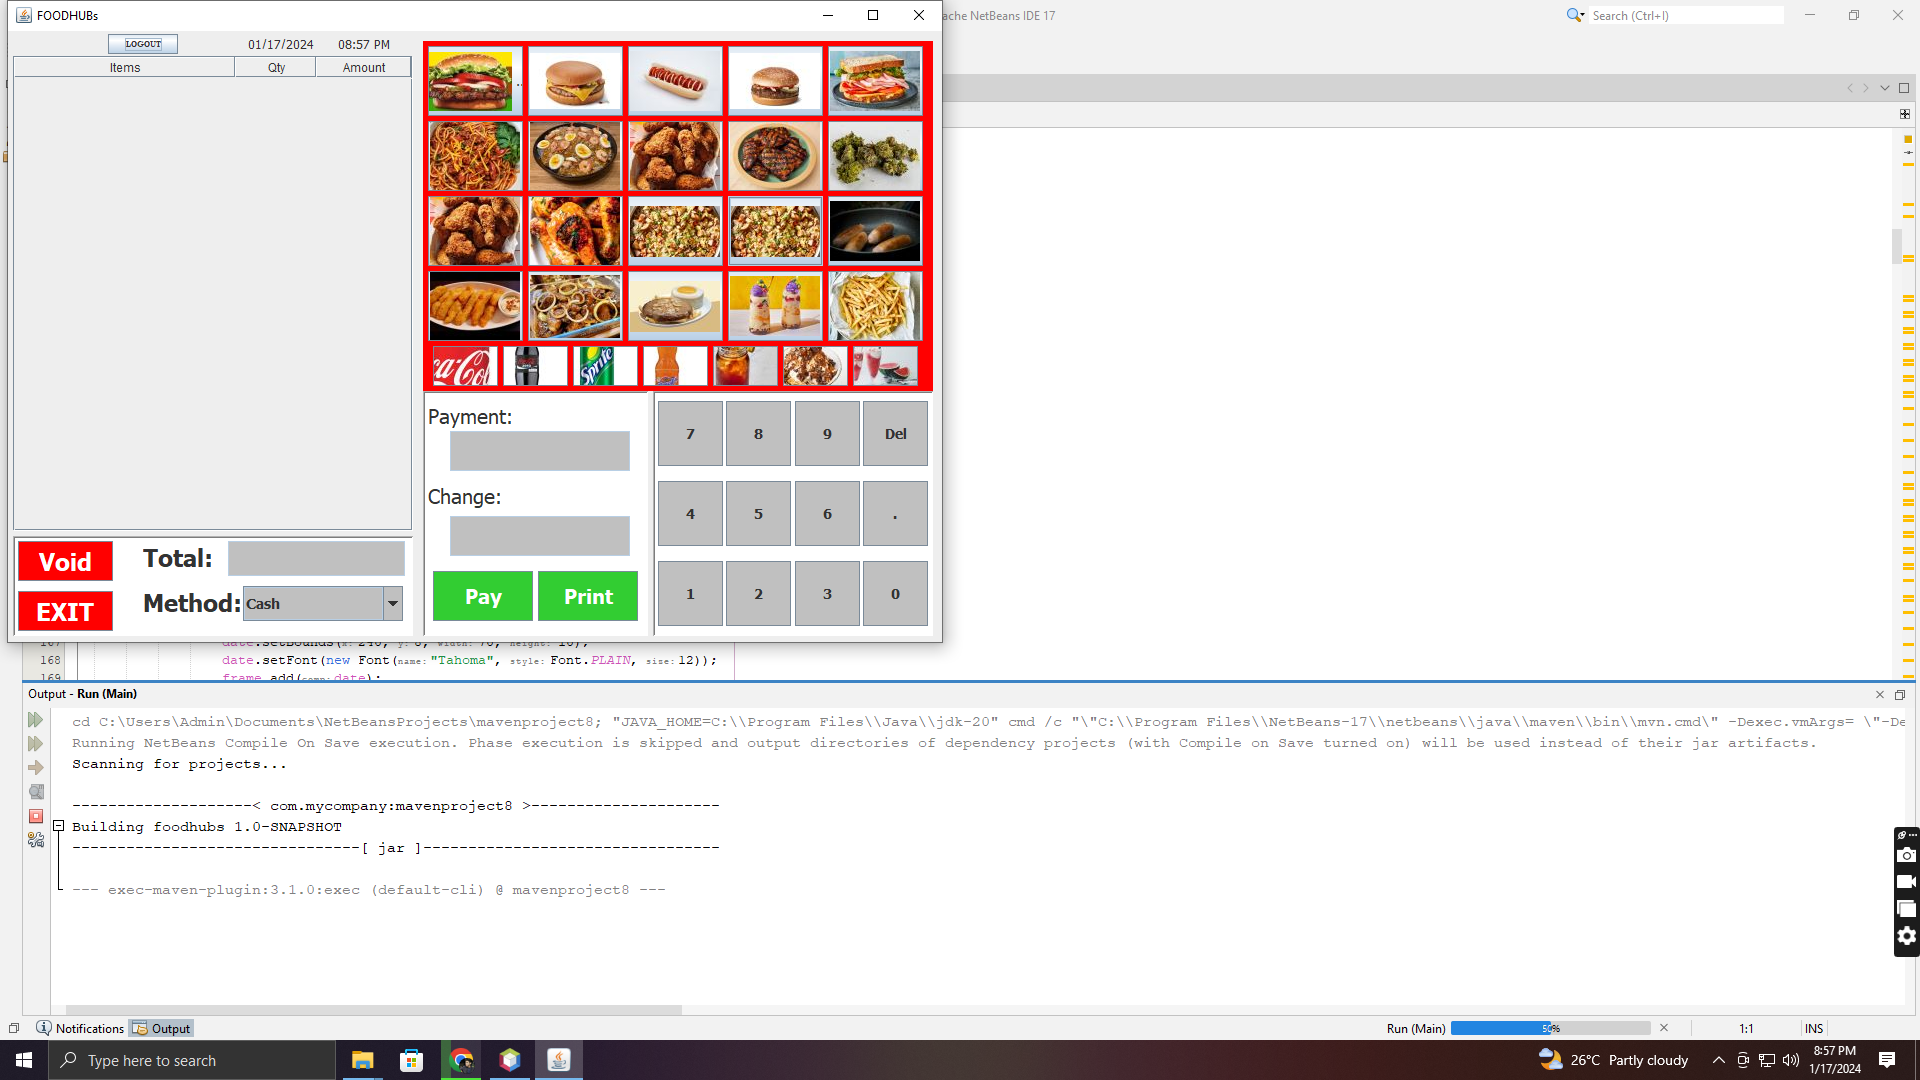 FOODHUBs
ache NetBeans IDE 17
Search (Ctrl+I)
LOGOUT
01/17/2024
08:57 PM
Items
Qty
Amount
Sprite
Payment:
Change:
Pay
Print
7
8
9
Del
4
5
6
.
1
2
3
0
Void
Total:
EXIT
Method:
Cash
168
date.setFont(new Font(name:"Tahoma", style: Font.PLAIN, size:12));
169
frame.add(comp:date);
Output - Run (Main)
cd C:\Users\Admin\Documents\NetBeansProjects\mavenproject8; "JAVA_HOME=C:\\Program Files\\Java\\jdk-20" cmd /c "\"C:\\Program Files\\NetBeans-17\\netbeans\\java\\maven\\bin\\mvn.cmd\" -Dexec.vmArgs= \"-De
Running NetBeans Compile On Save execution. Phase execution is skipped and output directories of dependency projects (with Compile on Save turned on) will be used instead of their jar artifacts.
Scanning for projects...
--------------------< com.mycompany:mavenproject8 >---------------------
Building foodhubs 1.0-SNAPSHOT
--------------------------------[ jar ]---------------------------------
--- exec-maven-plugin:3.1.0:exec (default-cli) @ mavenproject8 ---
Notifications
Output
Run (Main)
50%
1:1
INS
Type here to search
26°C Partly cloudy
8:57 PM
1/17/2024